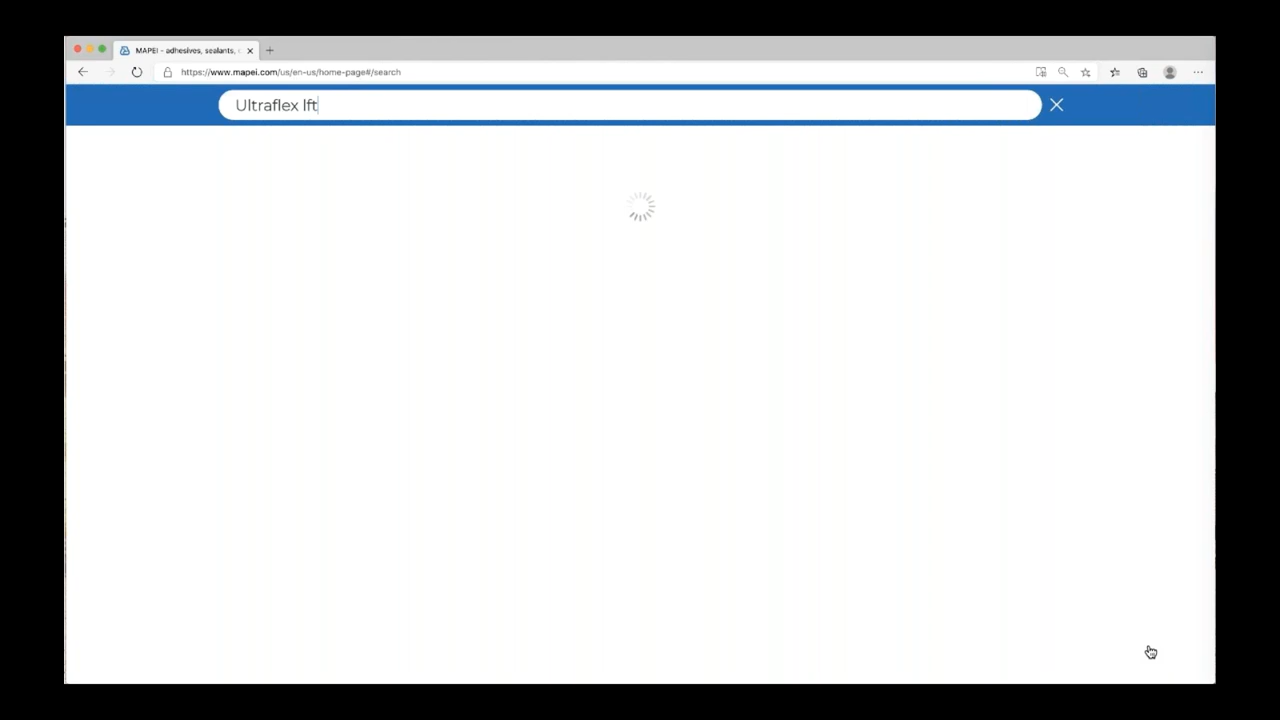 MAPEI - adhesives, sealants, c
https://www.mapei.com/us/en-us/home-page#/search
Ultraflex lft